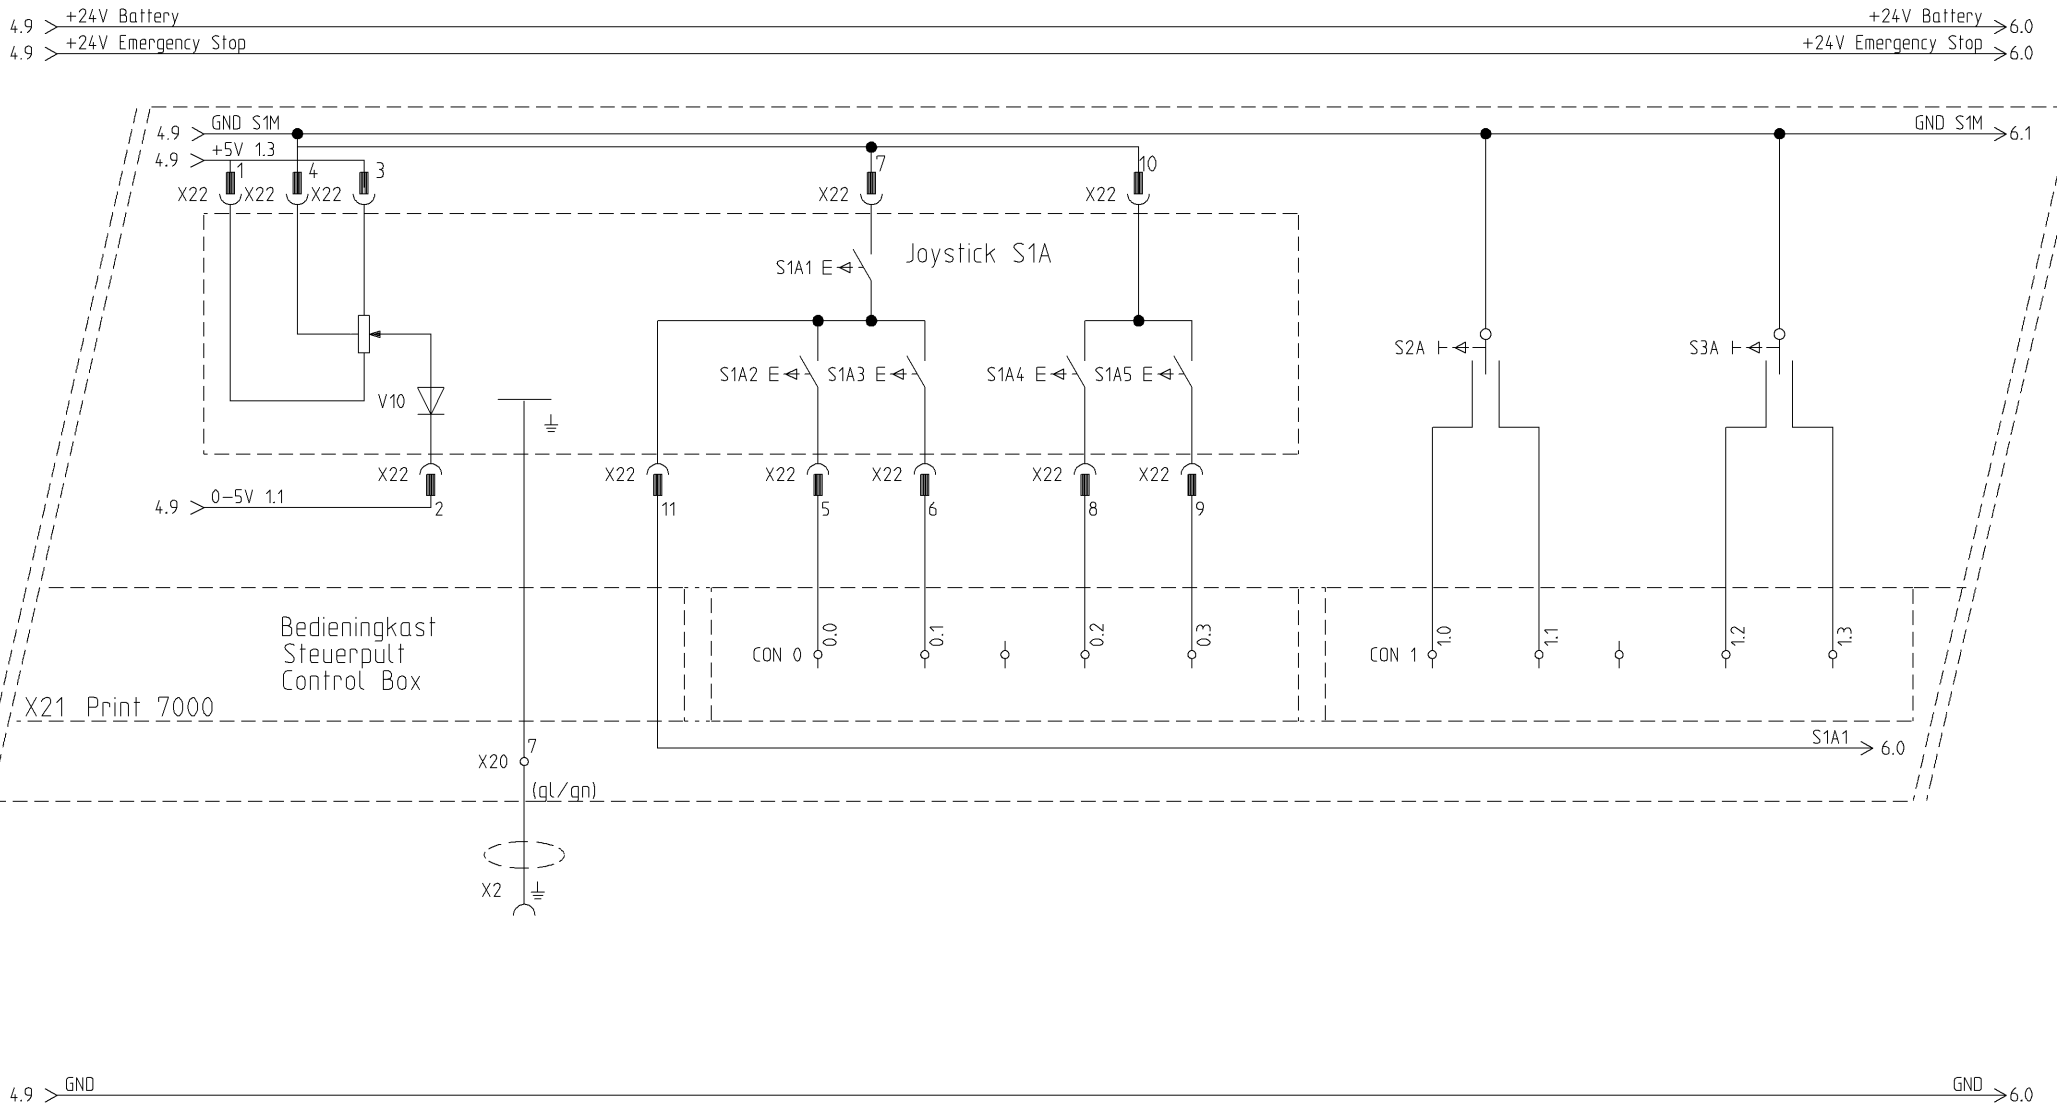 4.9 +24V Battery +24V Battery 6.0
4.9 +24V Emergency Stop +24V Emergency Stop 6.0
4.9 GND S1M GND S1M 6.1
4.9 +5V 1.3
1 4 3 7 10
X22 X22 X22 X22 X22
Joystick S1A
S1A1
S2A S3A
S1A2 S1A3 S1A4 S1A5
V10
X22 X22 X22 X22 X22 X22
4.9 0-5V 1.1
2 11 5 6 8 9
Bedieningkast
Steuerpult
Control Box
0.0 0.1 0.2 0.3 1.0 1.1 1.2 1.3
CON 0 CON 1
X21 Print 7000
S1A1 6.0
7
X20
(gl/gn)
X2
4.9 GND GND 6.0